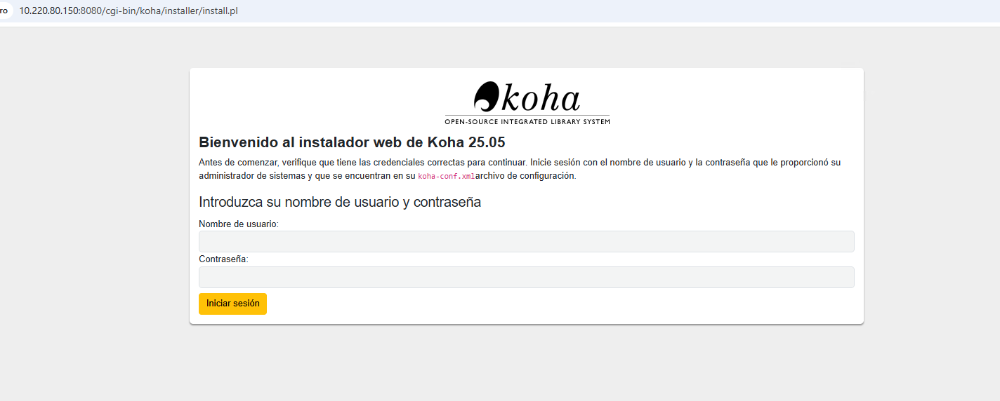 ro 10.220.80.150:8080/cgi-bin/koha/installer/install.pl
koha
OPEN-SOURCE INTEGRATED LIBRARY SYSTEM
Bienvenido al instalador web de Koha 25.05
Antes de comenzar, verifique que tiene las credenciales correctas para continuar. Inicie sesión con el nombre de usuario y la contraseña que le proporcionó su
administrador de sistemas y que se encuentran en su koha-conf.xmlarchivo de configuración.
Introduzca su nombre de usuario y contraseña
Nombre de usuario:
Contraseña:
Iniciar sesión